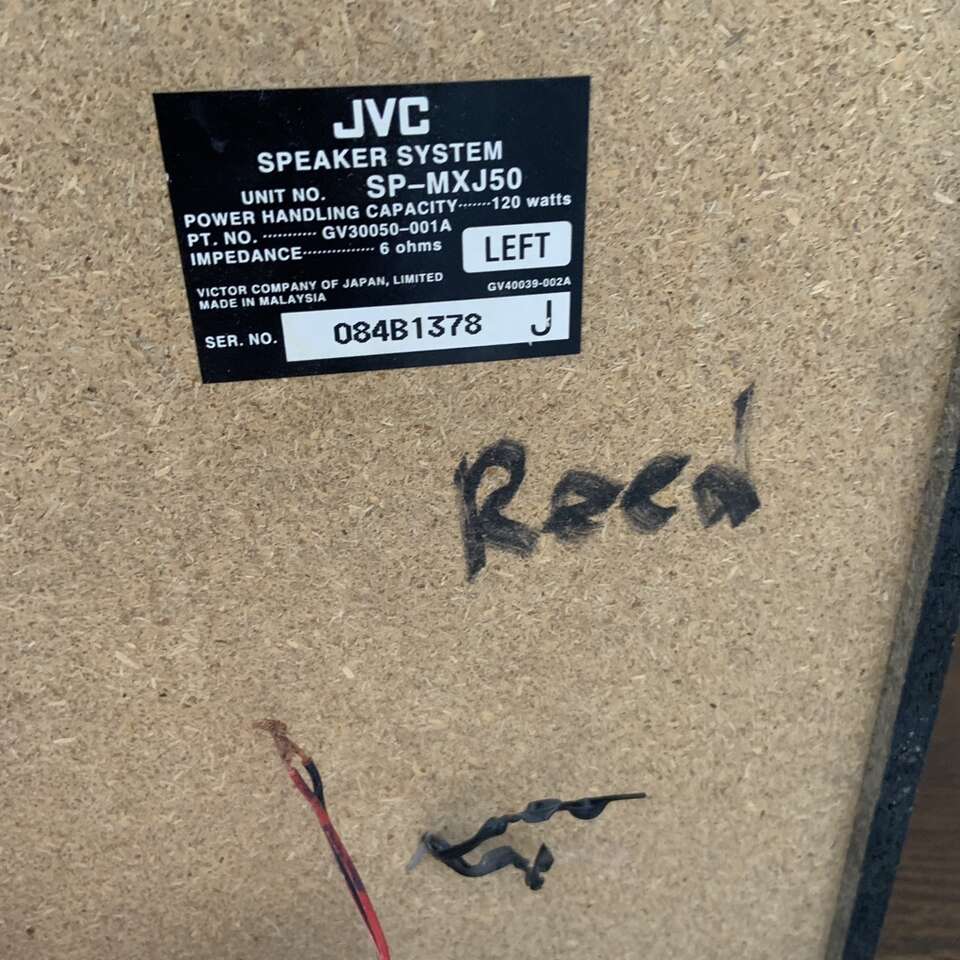 JVC
SPEAKER SYSTEM
UNIT NO. SP-MXJ50
POWER HANDLING CAPACITY·······120 watts
PT. NO. ··········· GV30050-001A
IMPEDANCE··············· 6 ohms
LEFT
VICTOR COMPANY OF JAPAN, LIMITED
MADE IN MALAYSIA
GV40039-002A
SER. NO. 084B1378 J